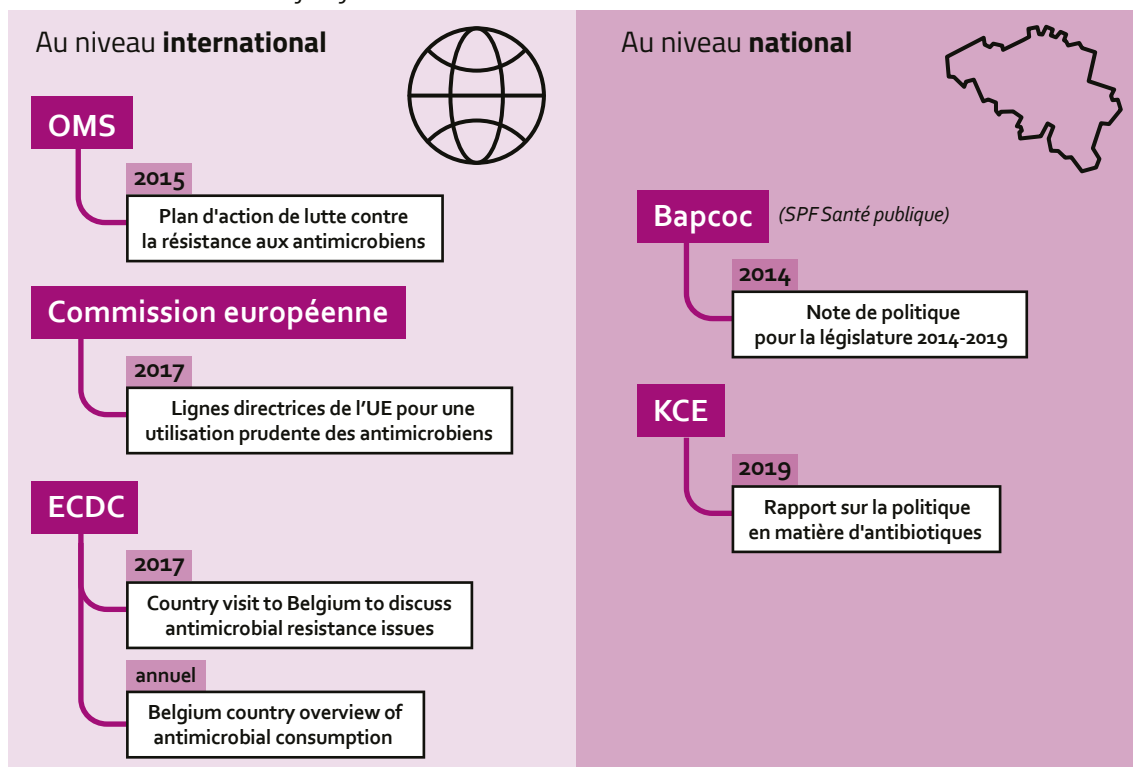 Au niveau international
OMS
2015
Plan d'action de lutte contre
la résistance aux antimicrobiens
Commission européenne
2017
Lignes directrices de l’UE pour une
utilisation prudente des antimicrobiens
ECDC
2017
Country visit to Belgium to discuss
antimicrobial resistance issues
annuel
Belgium country overview of
antimicrobial consumption
Au niveau national
Bapcoc (SPF Santé publique)
2014
Note de politique
pour la législature 2014-2019
KCE
2019
Rapport sur la politique
en matière d'antibiotiques